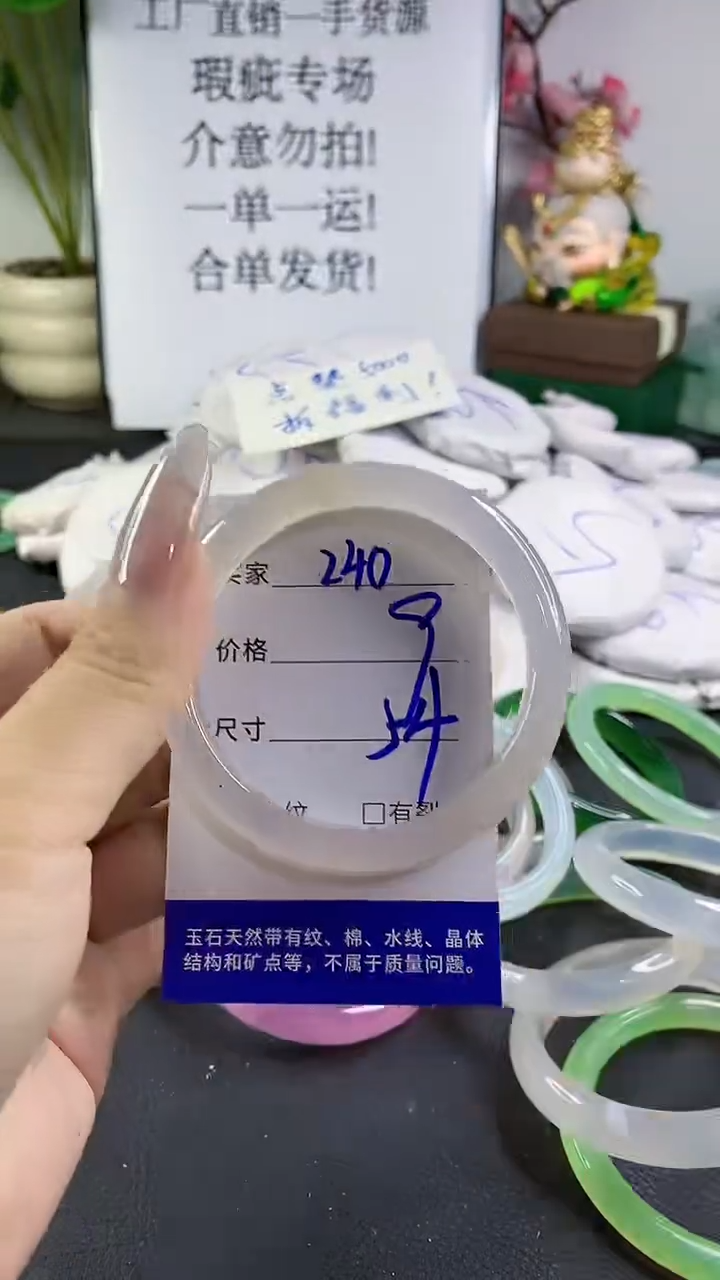 工厂直销一手货源
瑕疵专场
介意勿拍!
一单一运!
合单发货!
买家 240
价格 9
尺寸 54
纹 □有裂
玉石天然带有纹、棉、水线、晶体
结构和矿点等，不属于质量问题。